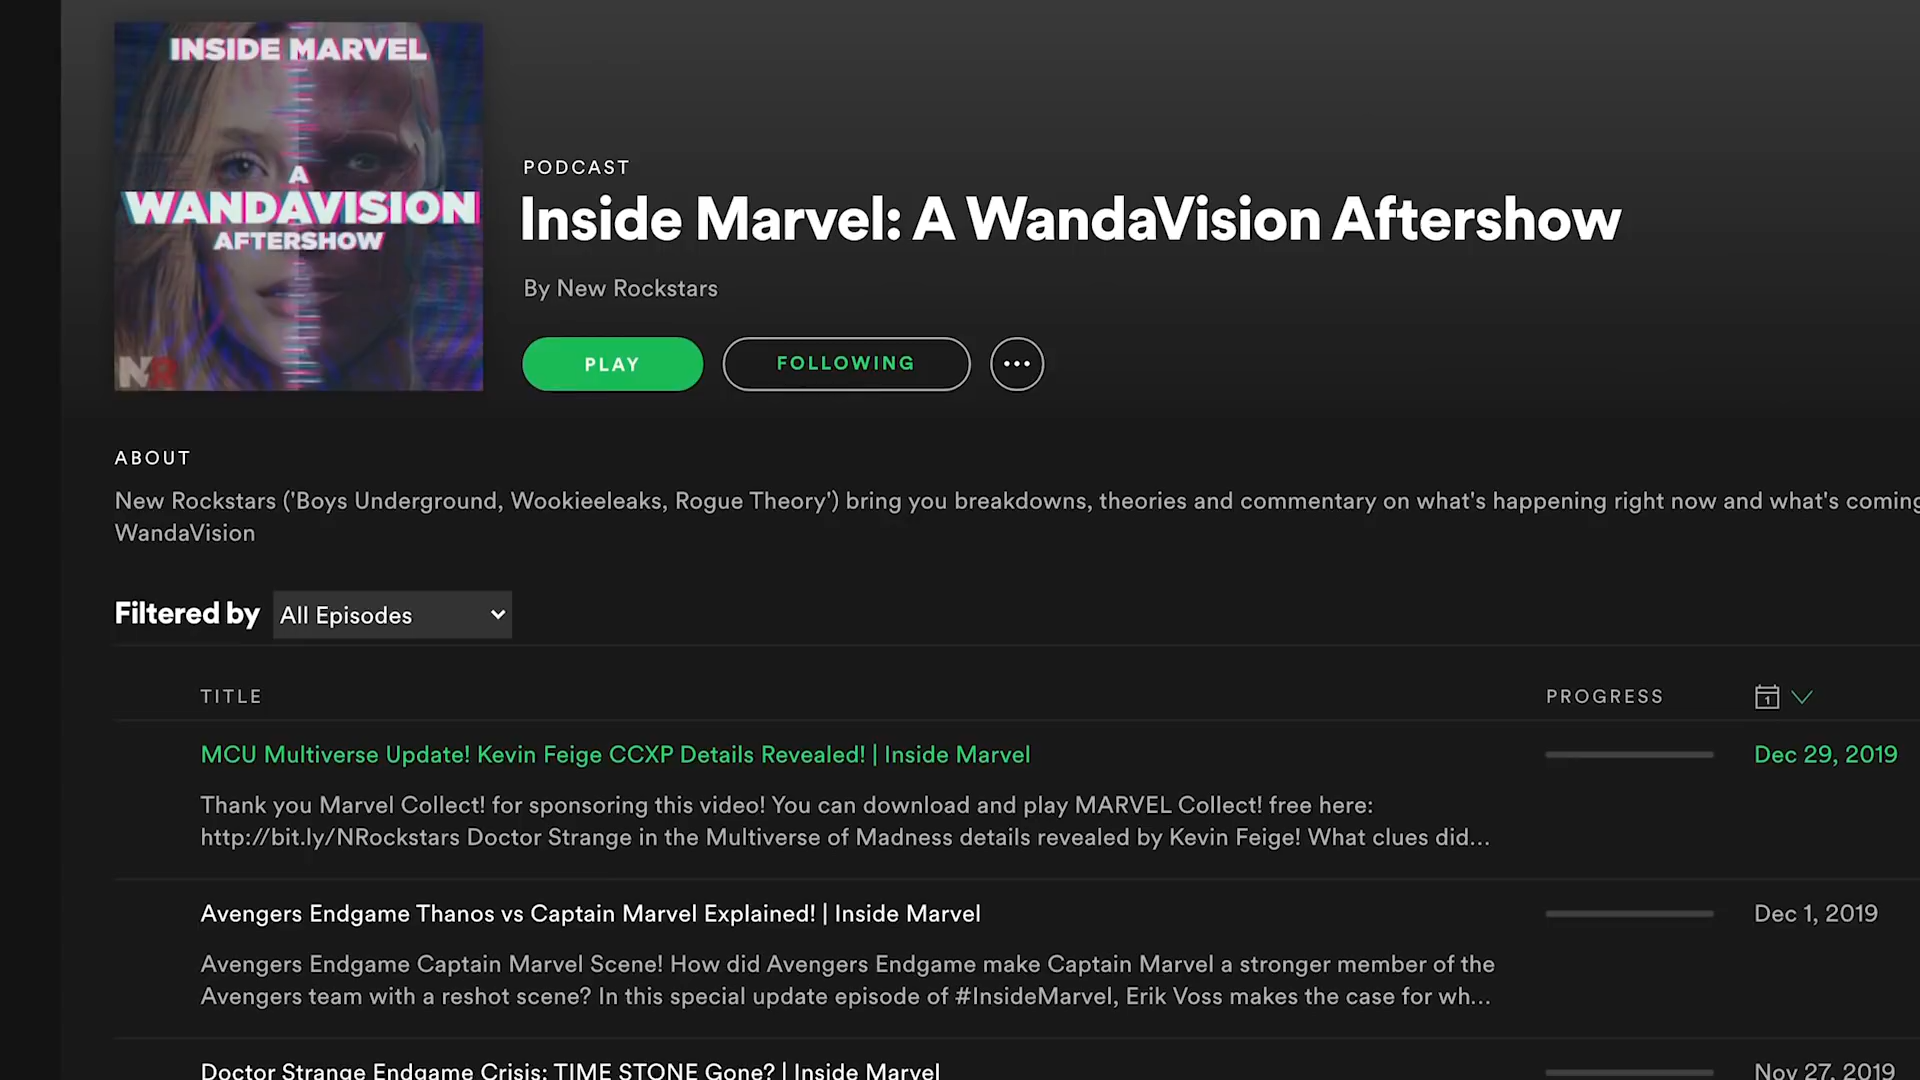 INSIDE MARVEL
A
WANDAVISION
AFTERSHOW
NR
PODCAST
Inside Marvel: A WandaVision Aftershow
By New Rockstars
PLAY
FOLLOWING
ABOUT
New Rockstars ('Boys Underground, Wookieeleaks, Rogue Theory') bring you breakdowns, theories and commentary on what's happening right now and what's coming
WandaVision
Filtered by All Episodes
TITLE PROGRESS 1
MCU Multiverse Update! Kevin Feige CCXP Details Revealed! | Inside Marvel Dec 29, 2019
Thank you Marvel Collect! for sponsoring this video! You can download and play MARVEL Collect! free here:
http://bit.ly/NRockstars Doctor Strange in the Multiverse of Madness details revealed by Kevin Feige! What clues did...
Avengers Endgame Thanos vs Captain Marvel Explained! | Inside Marvel Dec 1, 2019
Avengers Endgame Captain Marvel Scene! How did Avengers Endgame make Captain Marvel a stronger member of the
Avengers team with a reshot scene? In this special update episode of #InsideMarvel, Erik Voss makes the case for wh...
Doctor Strange Endgame Crisis: TIME STONE Gone? | Inside Marvel Nov 27, 2019